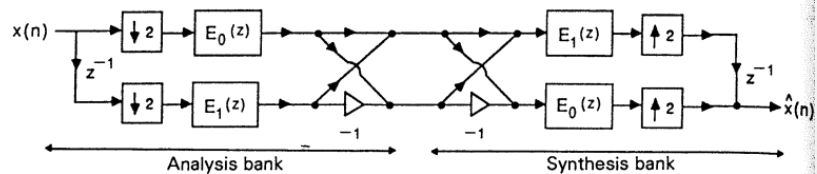 x(n) ↓ 2 E₀(z) E₁(z) ↑ 2
z⁻¹ z⁻¹
↓ 2 E₁(z) E₀(z) ↑ 2 x̂(n)
−1 −1
Analysis bank Synthesis bank